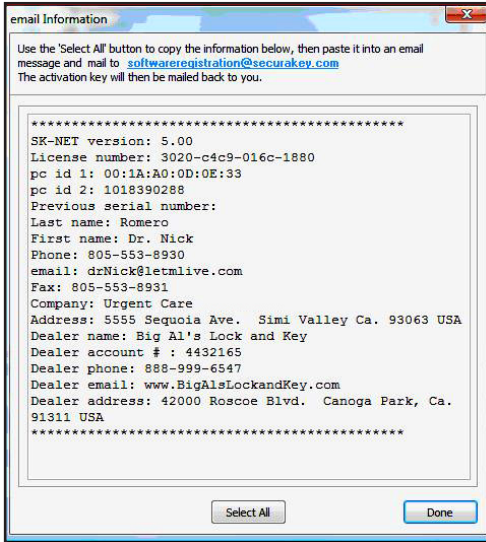 email Information
Use the 'Select All' button to copy the information below, then paste it into an email
message and mail to softwareregistration@securakey.com
The activation key will then be mailed back to you.
**********************************************
SK-NET version: 5.00
License number: 3020-c4c9-016c-1880
pc id 1: 00:1A:A0:0D:0E:33
pc id 2: 1018390288
Previous serial number:
Last name: Romero
First name: Dr. Nick
Phone: 805-553-8930
email: drNick@letmlive.com
Fax: 805-553-8931
Company: Urgent Care
Address: 5555 Sequoia Ave.  Simi Valley Ca. 93063 USA
Dealer name: Big Al's Lock and Key
Dealer account # : 4432165
Dealer phone: 888-999-6547
Dealer email: www.BigAlsLockandKey.com
Dealer address: 42000 Roscoe Blvd.  Canoga Park, Ca.
91311 USA
**********************************************
Select All
Done